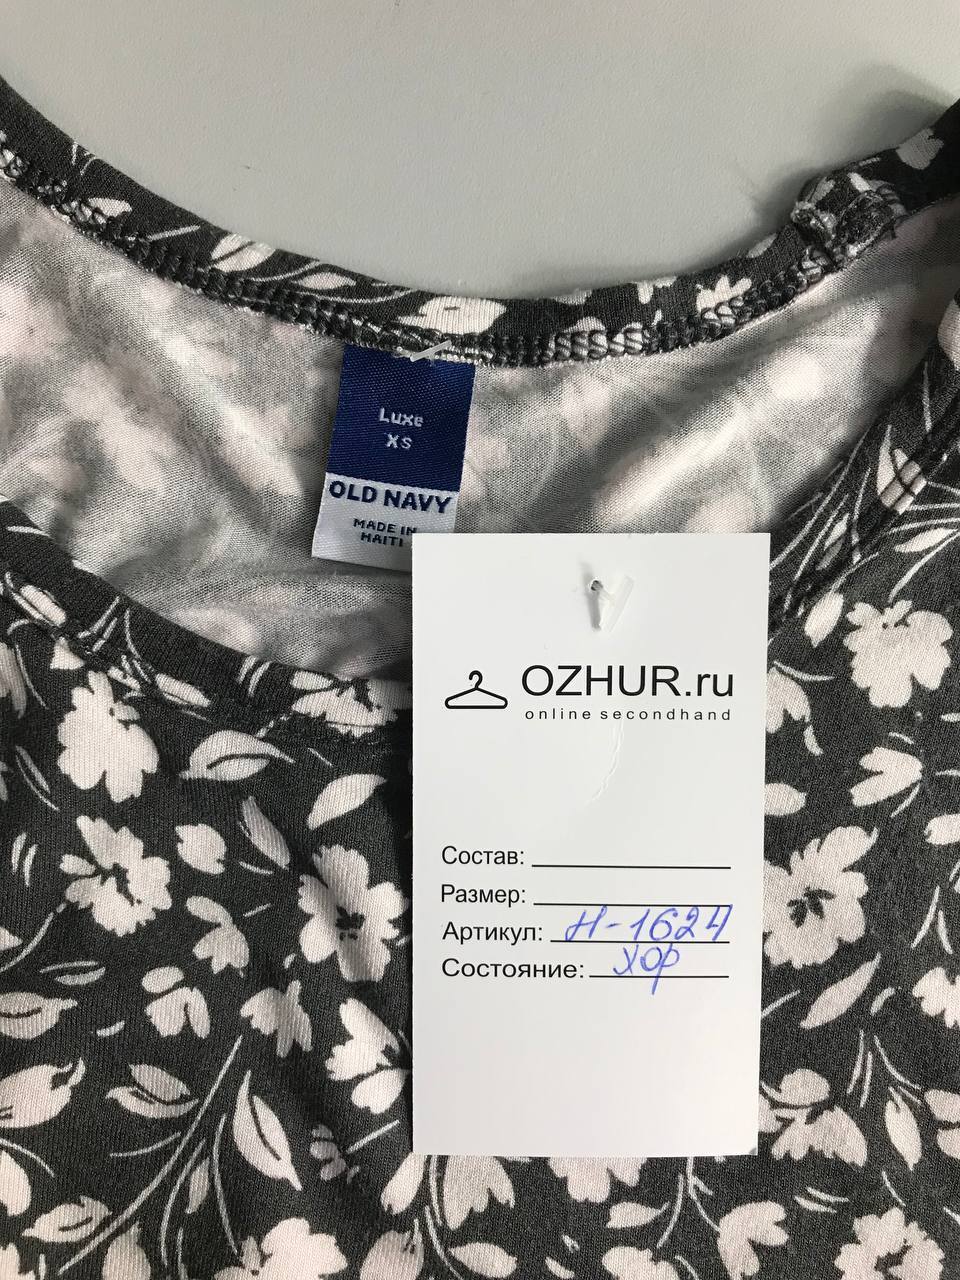 Luxe
XS
OLD NAVY
MADE IN
HAITI
OZHUR.ru
online secondhand
Состав:
Размер:
Артикул: Н-1624
Состояние: хор